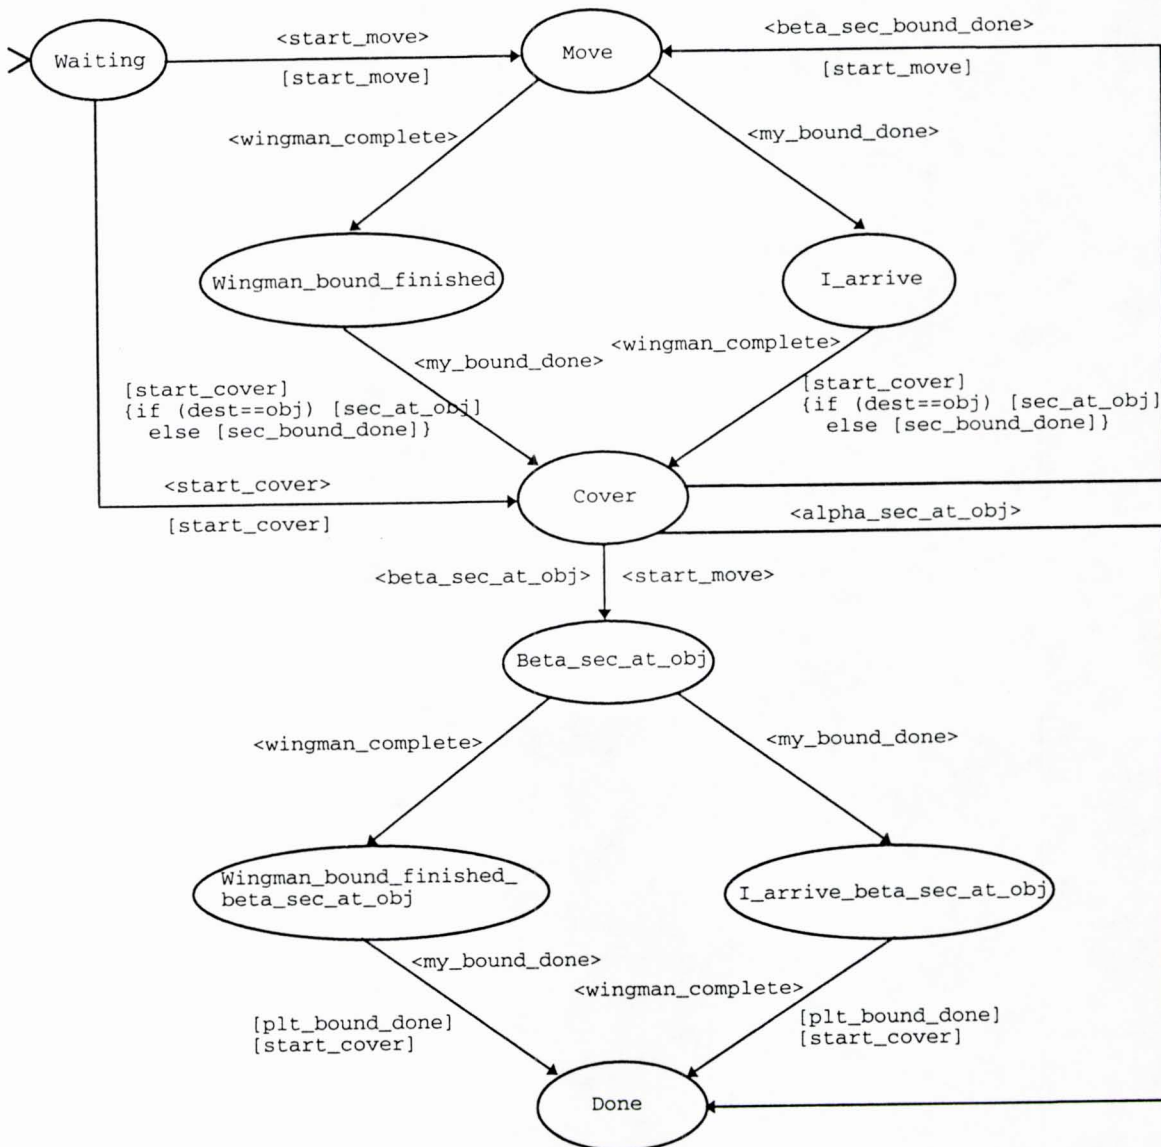 <start_move>
<beta_sec_bound_done>
Waiting
Move
[start_move]
[start_move]
<wingman_complete>
<my_bound_done>
Wingman_bound_finished
I_arrive
<my_bound_done>
<wingman_complete>
[start_cover]
{if (dest==obj) [sec_at_obj]
else [sec_bound_done]}
[start_cover]
{if (dest==obj) [sec_at_obj]
else [sec_bound_done]}
<start_cover>
Cover
[start_cover]
<alpha_sec_at_obj>
<beta_sec_at_obj>
<start_move>
Beta_sec_at_obj
<wingman_complete>
<my_bound_done>
Wingman_bound_finished_
beta_sec_at_obj
I_arrive_beta_sec_at_obj
<my_bound_done>
<wingman_complete>
[plt_bound_done]
[start_cover]
[plt_bound_done]
[start_cover]
Done